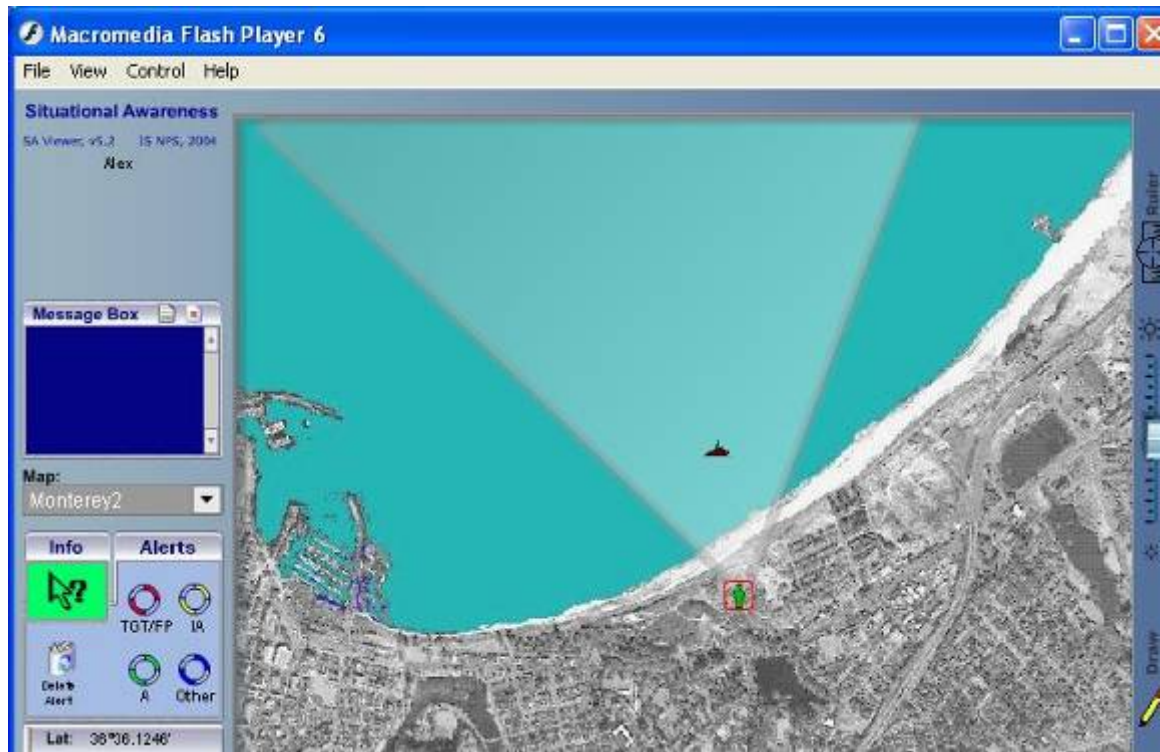 Macromedia Flash Player 6
File View Control Help
Situational Awareness
SA Viewer, v5.2 IS NPS, 2004
Alex
Message Box
Map:
Monterey2
Info Alerts
TGT/FP IA
Delete
Alert
A Other
Lat: 36°36.1246'
Ruler
Draw